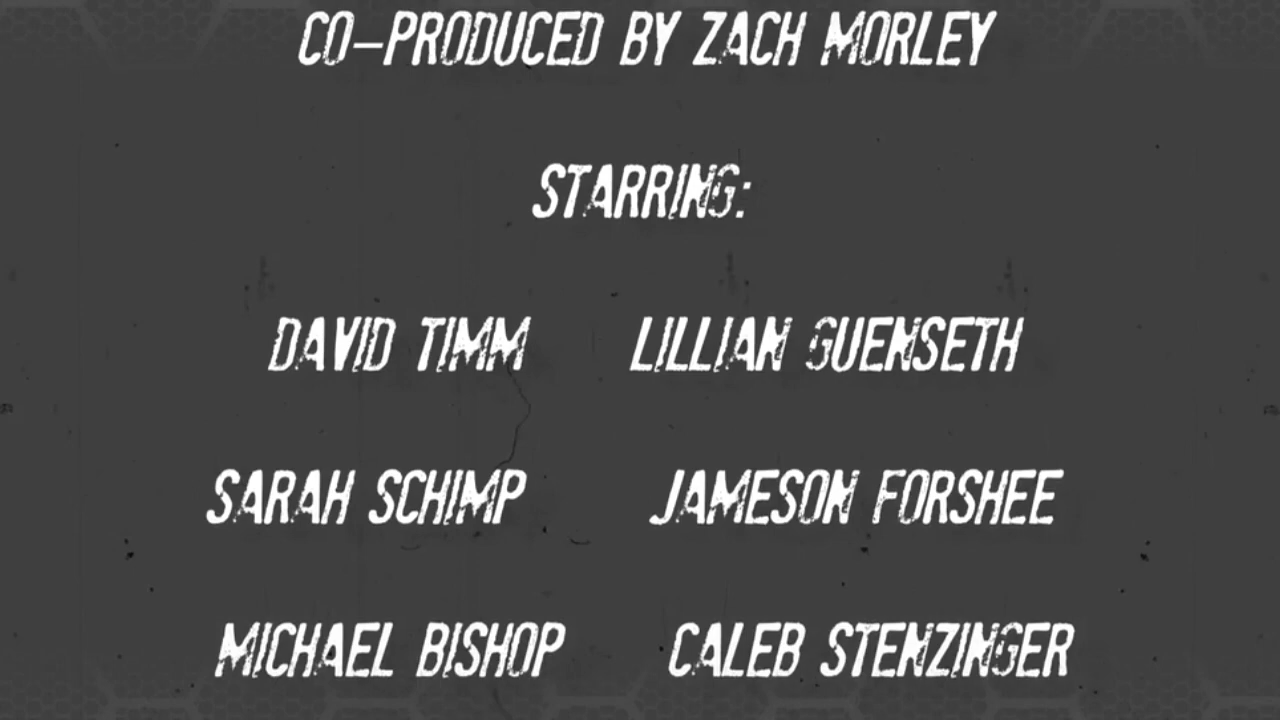 CO-PRODUCED BY ZACH MORLEY
STARRING:
DAVID TIMM LILLIAN GUENSETH
SARAH SCHIMP JAMESON FORSHEE
MICHAEL BISHOP CALEB STENZINGER